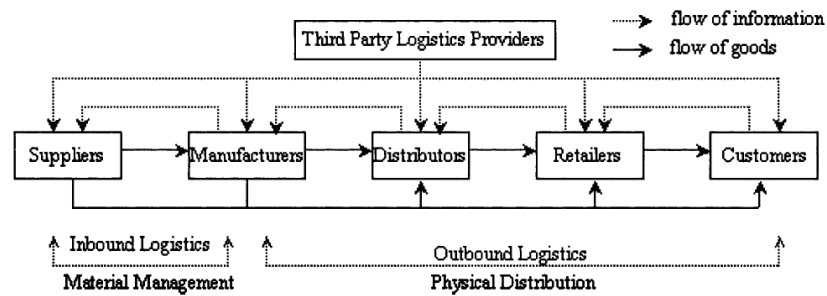 flow of information
Third Party Logistics Providers
flow of goods
Suppliers
Manufacturers
Distributors
Retailers
Customers
Inbound Logistics
Outbound Logistics
Material Management
Physical Distribution